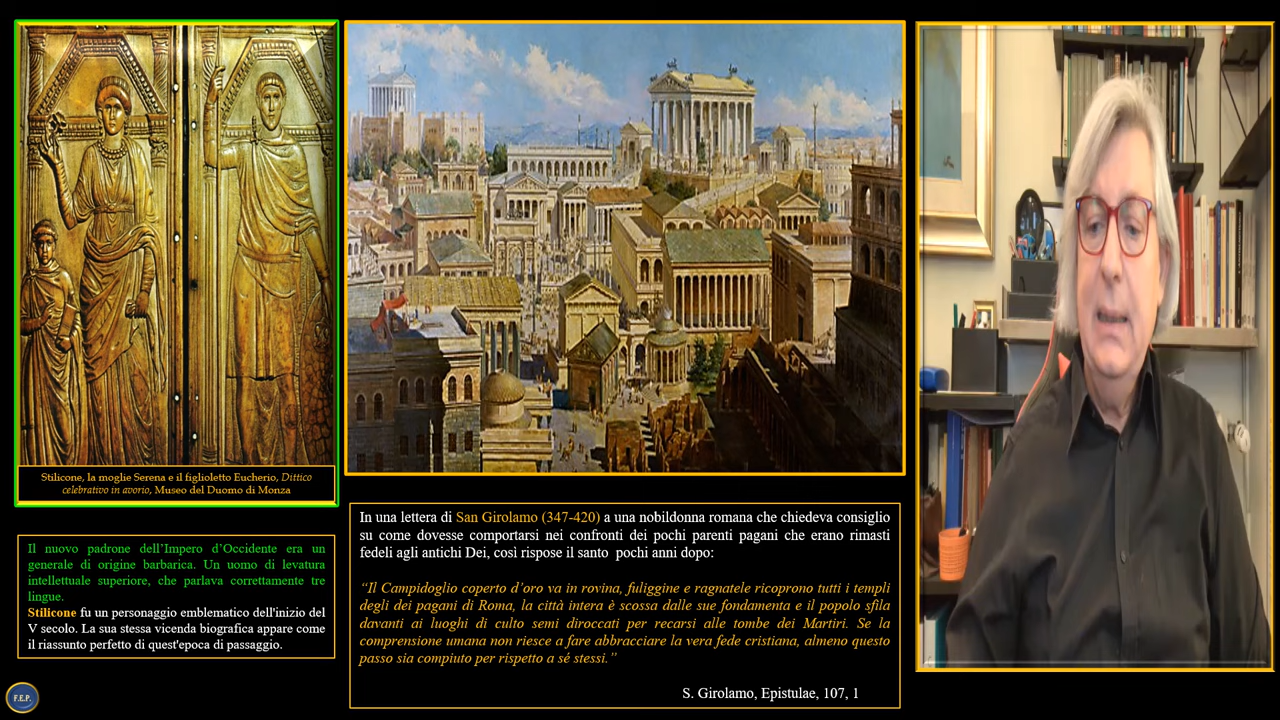 Stilicone, la moglie Serena e il figlioletto Eucherio, Dittico
celebrativo in avorio, Museo del Duomo di Monza
Il nuovo padrone dell'Impero d'Occidente era un
generale di origine barbarica. Un uomo di levatura
intellettuale superiore, che parlava correttamente tre
lingue.
Stilicone fu un personaggio emblematico dell'inizio del
V secolo. La sua stessa vicenda biografica appare come
il riassunto perfetto di quest'epoca di passaggio.
In una lettera di San Girolamo (347-420) a una nobildonna romana che chiedeva consiglio
su come dovesse comportarsi nei confronti dei pochi parenti pagani che erano rimasti
fedeli agli antichi Dei, così rispose il santo pochi anni dopo:
“Il Campidoglio coperto d’oro va in rovina, fuliggine e ragnatele ricoprono tutti i templi
degli dei pagani di Roma, la città intera è scossa dalle sue fondamenta e il popolo sfila
davanti ai luoghi di culto semi diroccati per recarsi alle tombe dei Martiri. Se la
comprensione umana non riesce a fare abbracciare la vera fede cristiana, almeno questo
passo sia compiuto per rispetto a sé stessi.”
S. Girolamo, Epistulae, 107, 1
F.E.P.